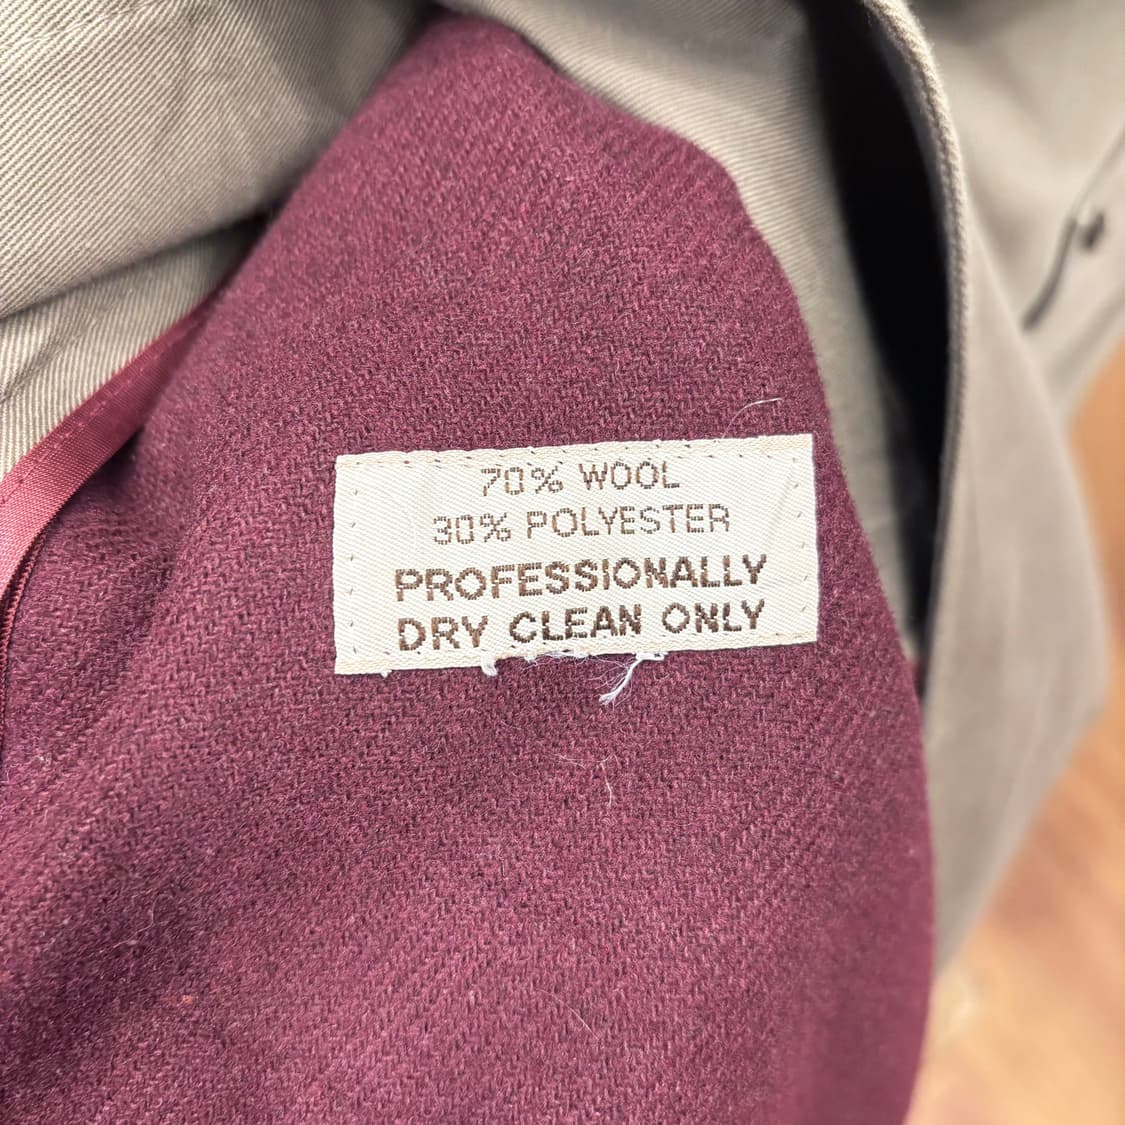 70% WOOL
30% POLYESTER
PROFESSIONALLY
DRY CLEAN ONLY